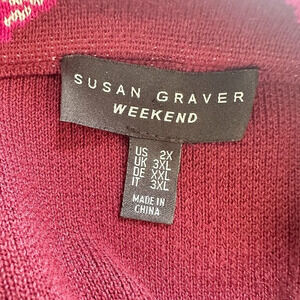 SUSAN GRAVER
WEEKEND
US 2X
UK 3XL
DE XXL
IT 3XL
MADE IN
CHINA